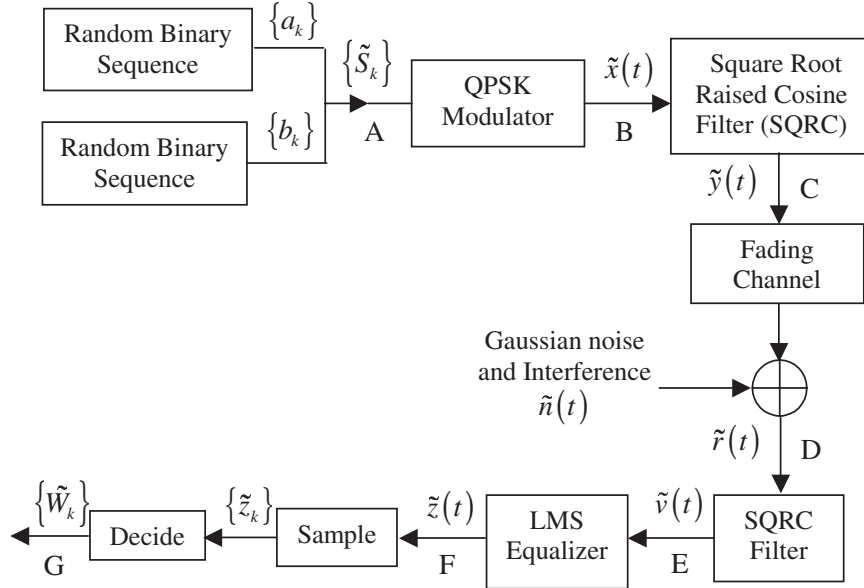 Random Binary
Sequence
{a_k}
{S̃_k}
A
QPSK
Modulator
x̃(t)
B
Square Root
Raised Cosine
Filter (SQRC)
{b_k}
Random Binary
Sequence
ỹ(t)
C
Fading
Channel
Gaussian noise
and Interference
ñ(t)
r̃(t)
D
SQRC
Filter
ṽ(t)
E
LMS
Equalizer
z̃(t)
F
Sample
{z̃_k}
Decide
{W̃_k}
G